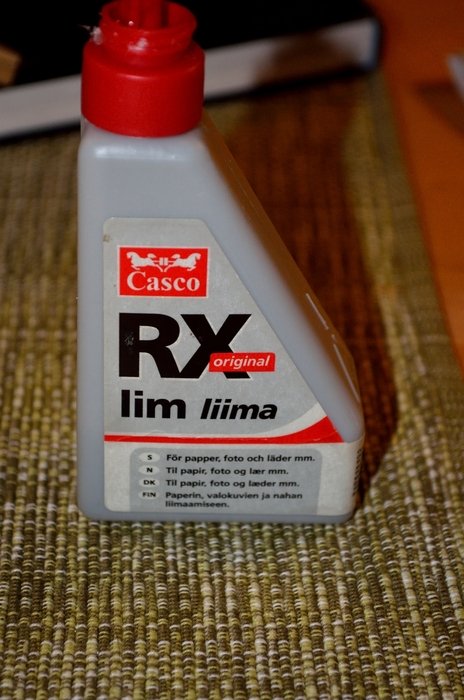 Casco
RX
original
lim liima
S För papper, foto och läder mm.
N Til papir, foto og lær mm.
DK Til papir, foto og læder mm.
FIN Paperin, valokuvien ja nahan
liimaamiseen.